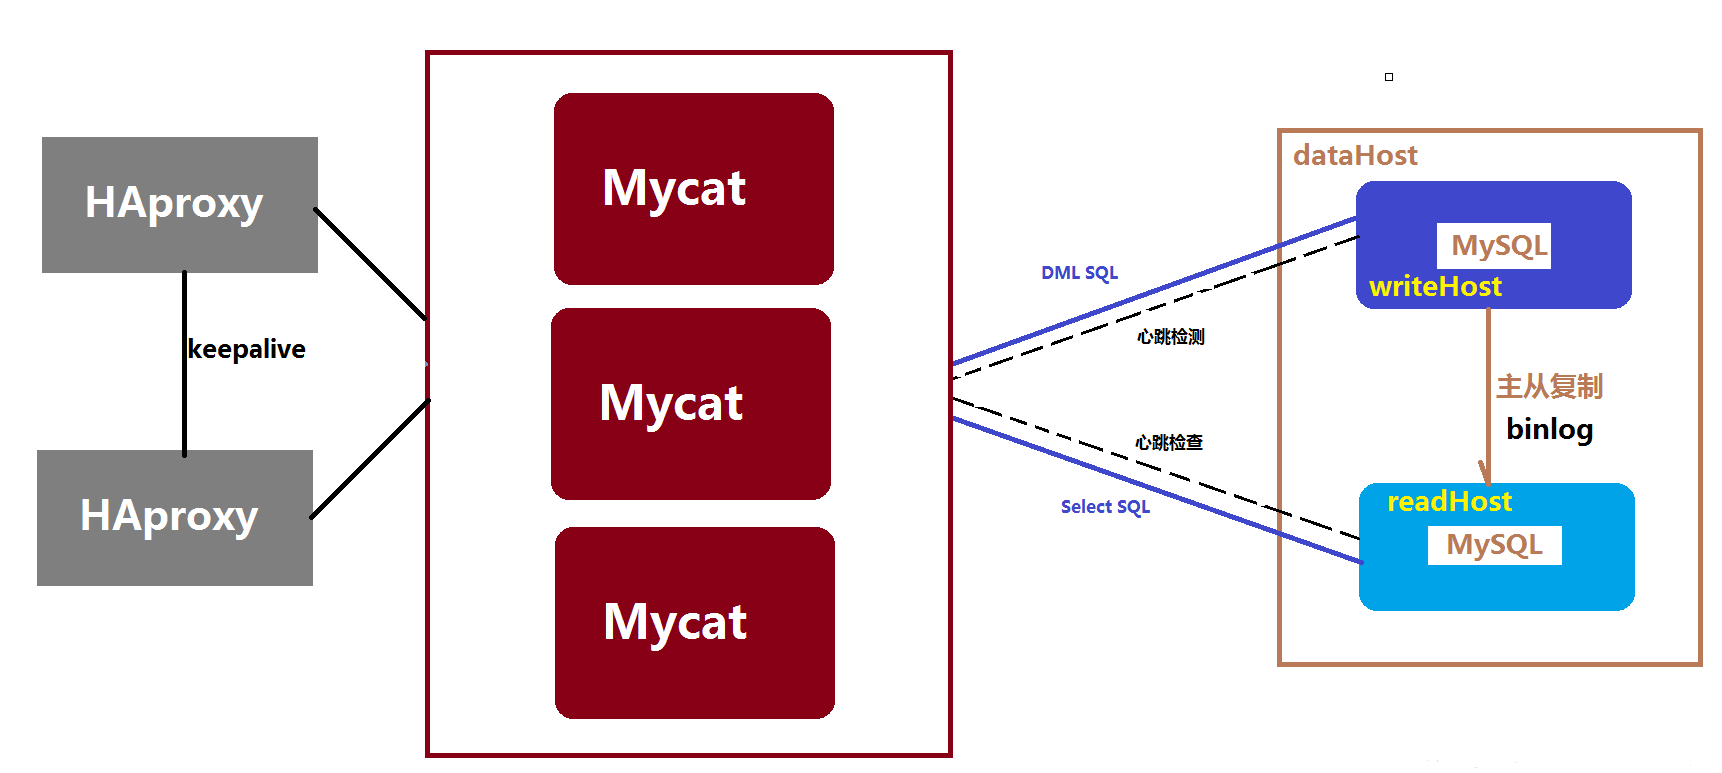 HAproxy
keepalive
HAproxy
Mycat
Mycat
Mycat
DML SQL
心跳检测
心跳检查
Select SQL
dataHost
MySQL
writeHost
主从复制
binlog
readHost
MySQL